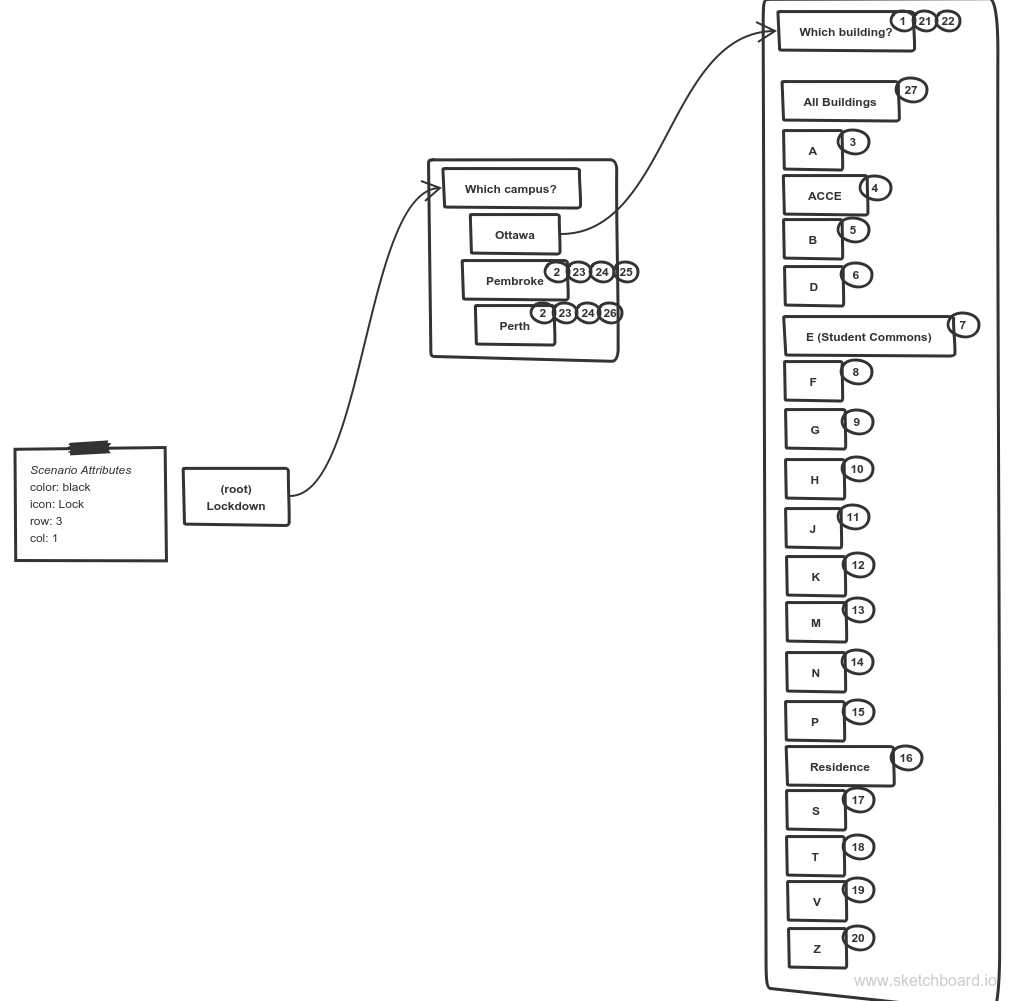 Scenario Attributes
color: black
icon: Lock
row: 3
col: 1
(root)
Lockdown
Which campus?
Ottawa
Pembroke 2 23 24 25
Perth 2 23 24 26
Which building? 1 21 22
All Buildings 27
A 3
ACCE 4
B 5
D 6
E (Student Commons) 7
F 8
G 9
H 10
J 11
K 12
M 13
N 14
P 15
Residence 16
S 17
T 18
V 19
Z 20
www.sketchboard.io